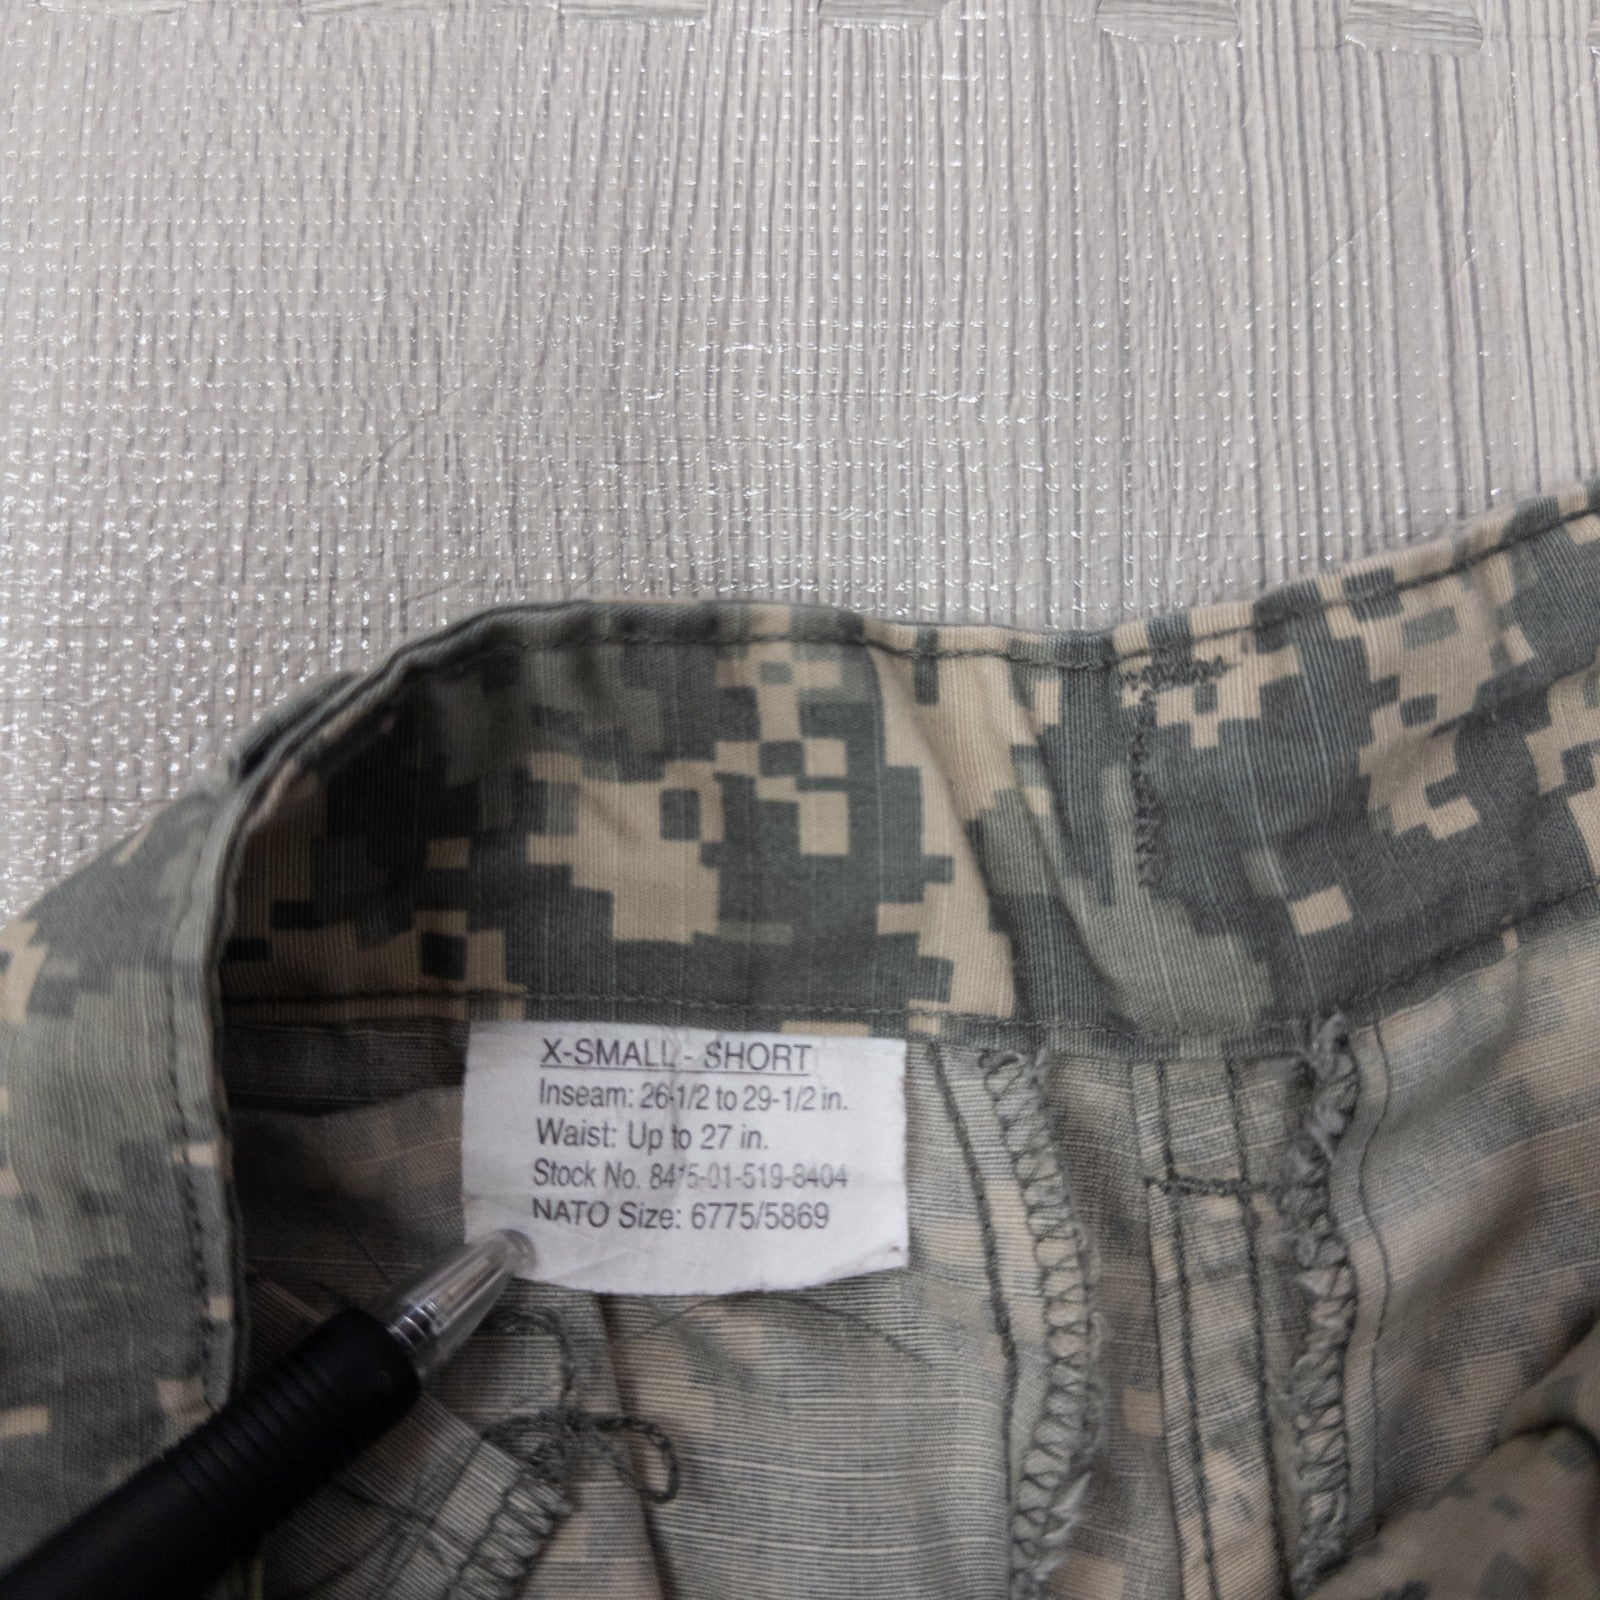 X-SMALL - SHORT
Inseam: 26-1/2 to 29-1/2 in.
Waist: Up to 27 in.
Stock No. 8415-01-519-8404
NATO Size: 6775/5869